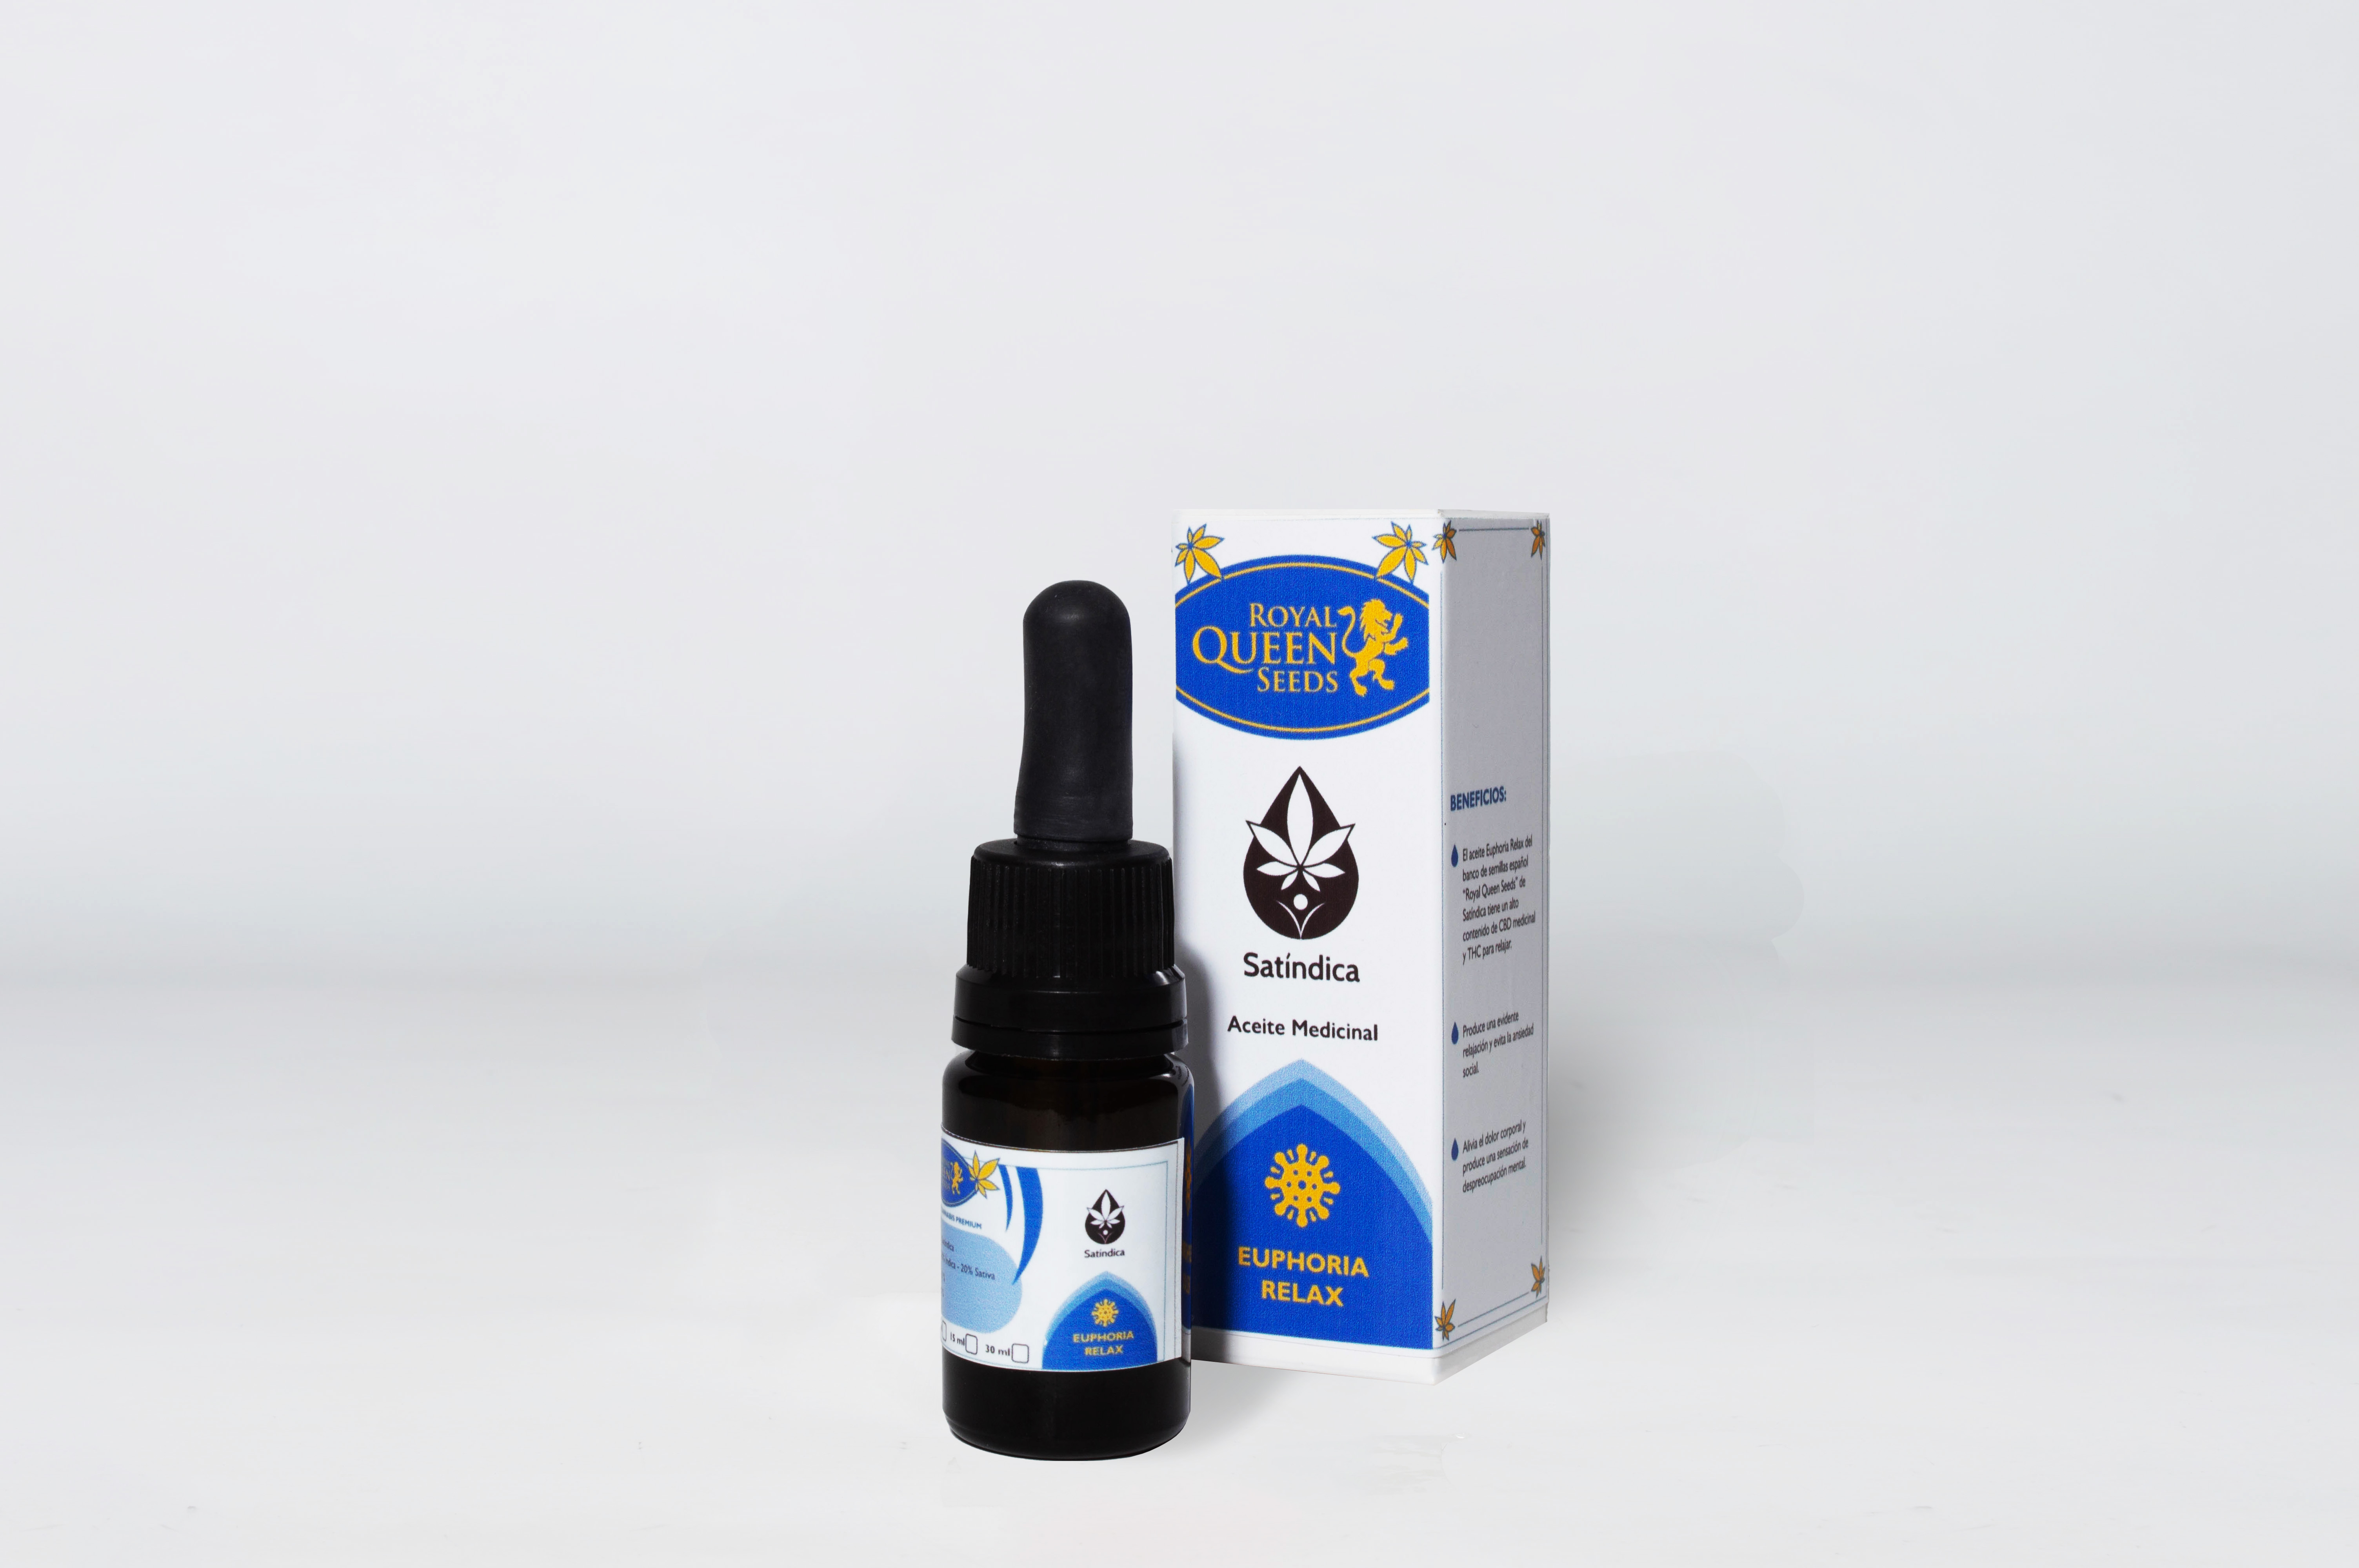 ROYAL
QUEEN
SEEDS
Satíndica
Aceite Medicinal
EUPHORIA
RELAX
BENEFICIOS:
El aceite Euphoria Relax del
banco de semillas español
"Royal Queen Seeds" de
Satíndica tiene un alto
contenido de CBD medicinal
y THC para relajar.
Produce una evidente
relajación y evita la ansiedad
social.
Alivia el dolor corporal y
produce una sensación de
despreocupación mental.
PREMIUM
- 20% Sativa
15 ml
30 ml
Satíndica
EUPHORIA
RELAX